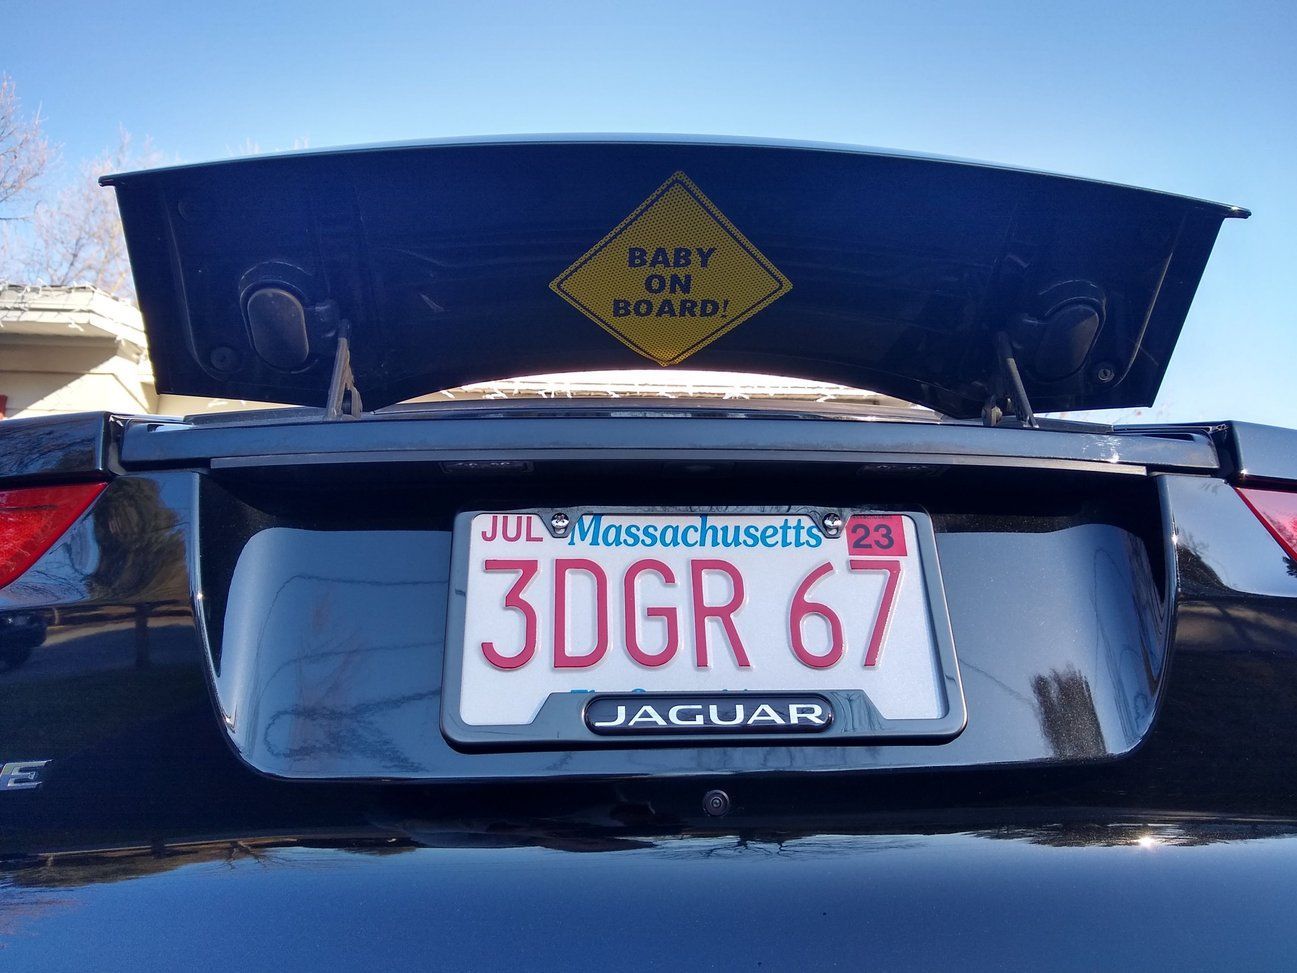 BABY
ON
BOARD!
JUL Massachusetts 23
3DGR 67
JAGUAR
E